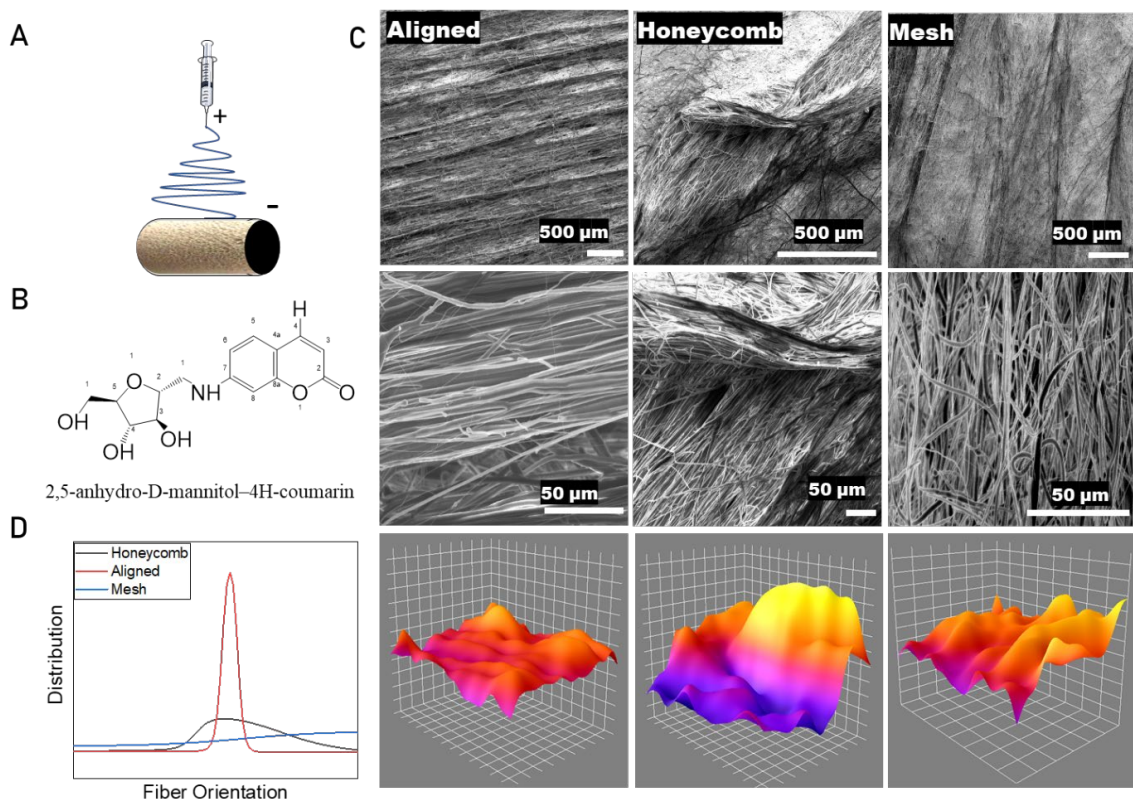 A
+
-
B
H
5
4
4a
3
6
1
1
O
2
1
5
2
7
8a
NH
8
O
1
O
HO
3
4
OH
OH
2,5-anhydro-D-mannitol–4H-coumarin
C
Aligned
Honeycomb
Mesh
500 µm
500 µm
500 µm
50 µm
50 µm
50 µm
D
Honeycomb
Aligned
Mesh
Distribution
Fiber Orientation